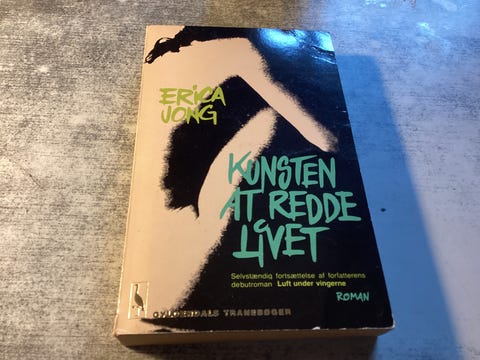 ERICA
JONG
KUNSTEN
AT REDDE
LIVET
Selvstændig fortsættelse af forfatterens
debutroman Luft under vingerne
ROMAN
GYLDENDALS TRANEBØGER